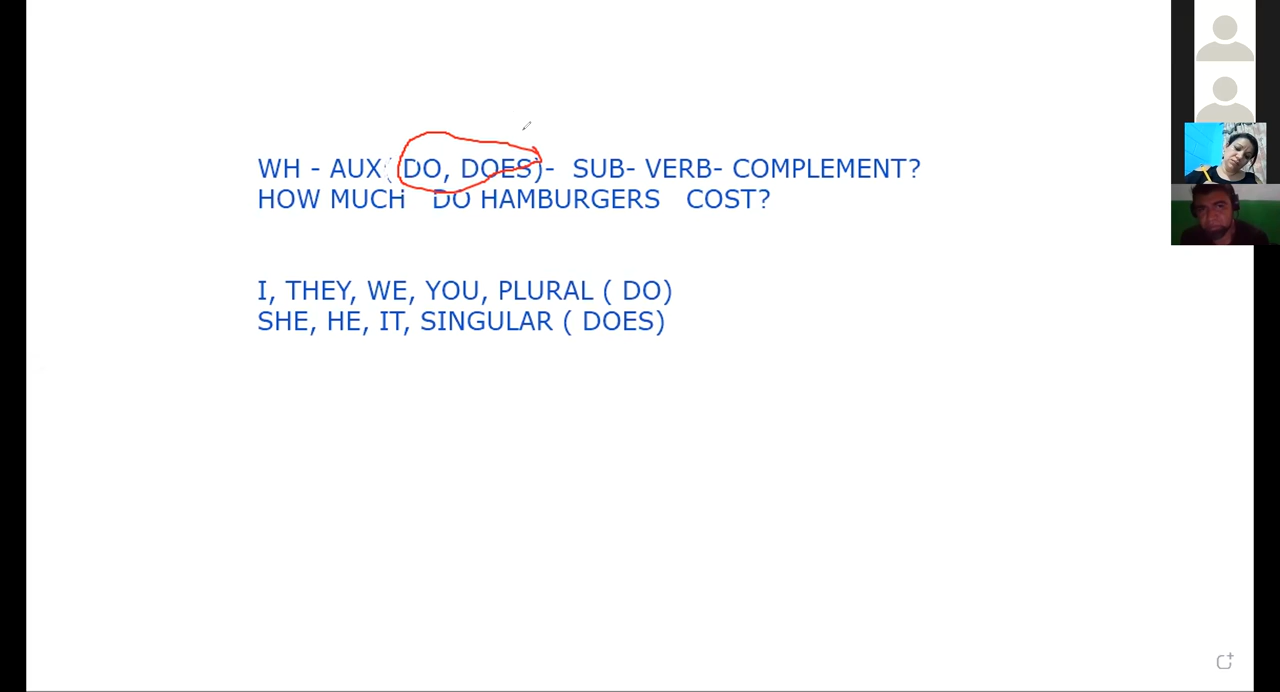 WH - AUX( (DO, DOES)- SUB- VERB- COMPLEMENT?
HOW MUCH DO HAMBURGERS COST?
I, THEY, WE, YOU, PLURAL ( DO)
SHE, HE, IT, SINGULAR ( DOES)